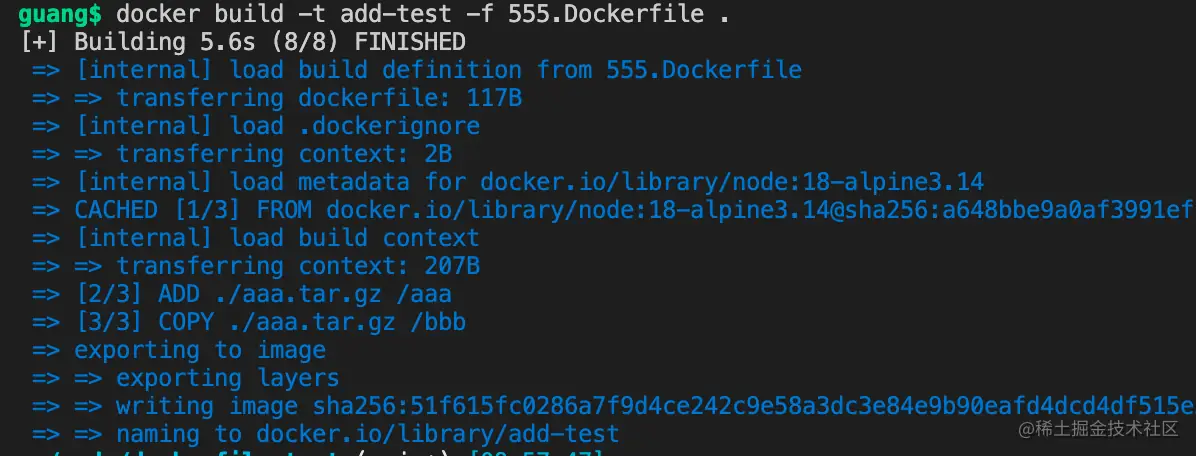 guang$ docker build -t add-test -f 555.Dockerfile .
[+] Building 5.6s (8/8) FINISHED
=> [internal] load build definition from 555.Dockerfile
=> => transferring dockerfile: 117B
=> [internal] load .dockerignore
=> => transferring context: 2B
=> [internal] load metadata for docker.io/library/node:18-alpine3.14
=> CACHED [1/3] FROM docker.io/library/node:18-alpine3.14@sha256:a648bbe9a0af3991ef
=> [internal] load build context
=> => transferring context: 207B
=> [2/3] ADD ./aaa.tar.gz /aaa
=> [3/3] COPY ./aaa.tar.gz /bbb
=> exporting to image
=> => exporting layers
=> => writing image sha256:51f615fc0286a7f9d4ce242c9e58a3dc3e84e9b90eafd4dcd4df515e
=> => naming to docker.io/library/add-test
@稀土掘金技术社区